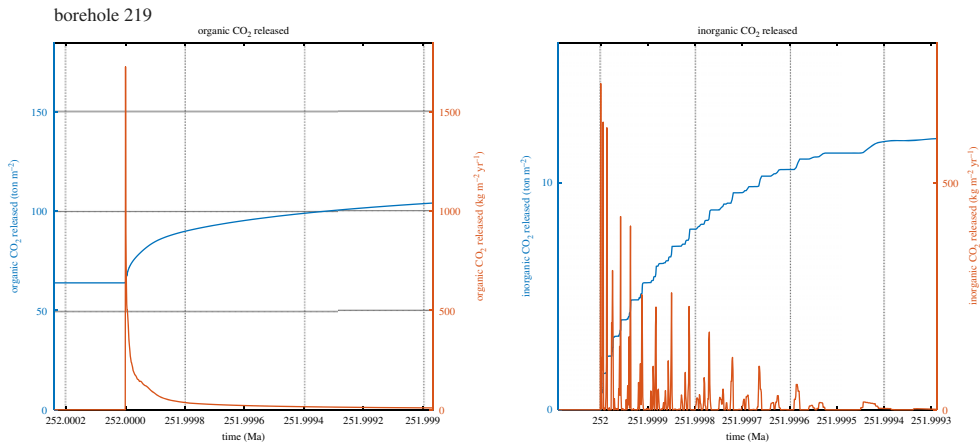 borehole 219
organic CO₂ released
150
100
50
0
organic CO₂ released (ton m⁻²)
1500
1000
500
0
organic CO₂ released (kg m⁻² yr⁻¹)
252.0002 252.0000 251.9998 251.9996 251.9994 251.9992 251.999
time (Ma)
inorganic CO₂ released
10
0
inorganic CO₂ released (ton m⁻²)
500
0
inorganic CO₂ released (kg m⁻² yr⁻¹)
252 251.9999 251.9998 251.9997 251.9996 251.9995 251.9994 251.9993
time (Ma)